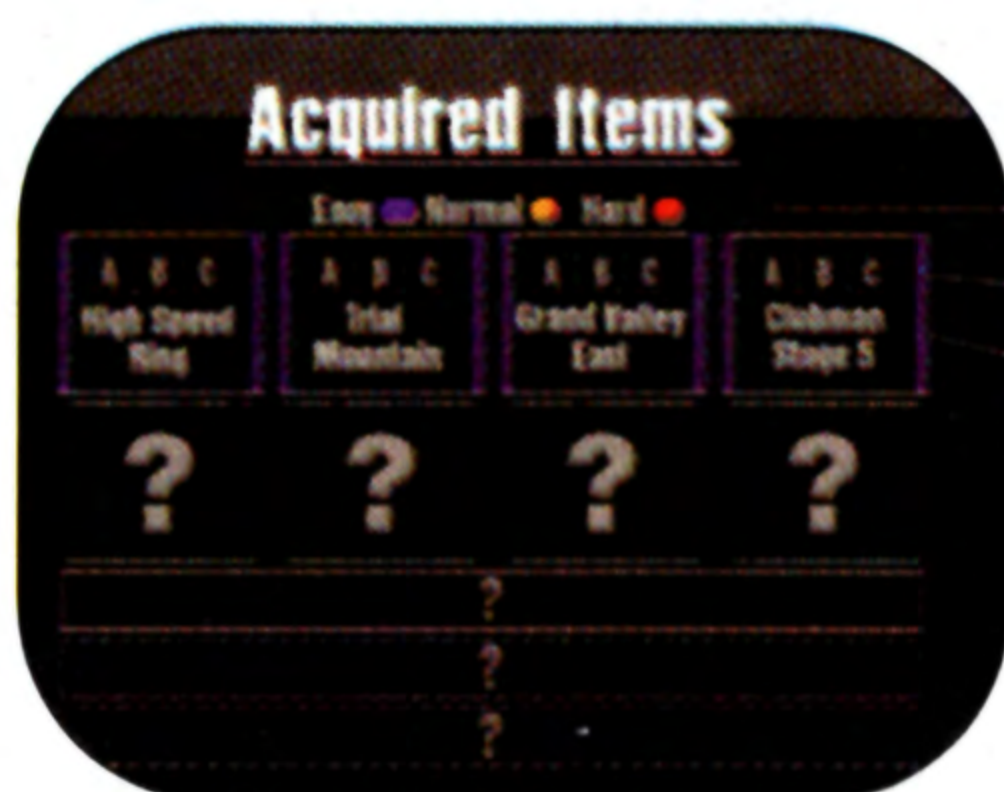 Acquired Items
Easy Normal Hard
A B C A B C A B C A B C
High Speed Trial Grand Valley Clubman
Ring Mountain East Stage 5
? ? ? ?
?
?
?